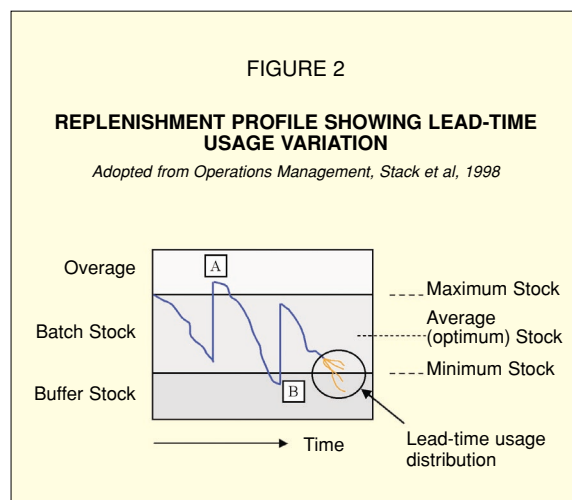 FIGURE 2
REPLENISHMENT PROFILE SHOWING LEAD-TIME
USAGE VARIATION
Adopted from Operations Management, Stack et al, 1998
Overage
A
Maximum Stock
Batch Stock
Average
(optimum) Stock
Minimum Stock
Buffer Stock
B
Time
Lead-time usage
distribution